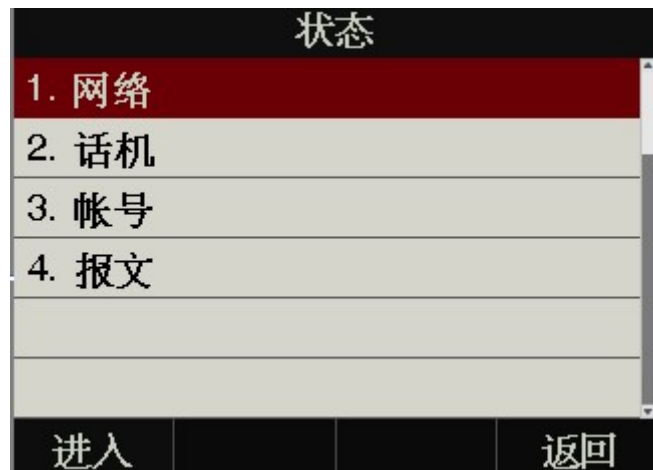 状态
1. 网络
2. 话机
3. 帐号
4. 报文
进入 返回